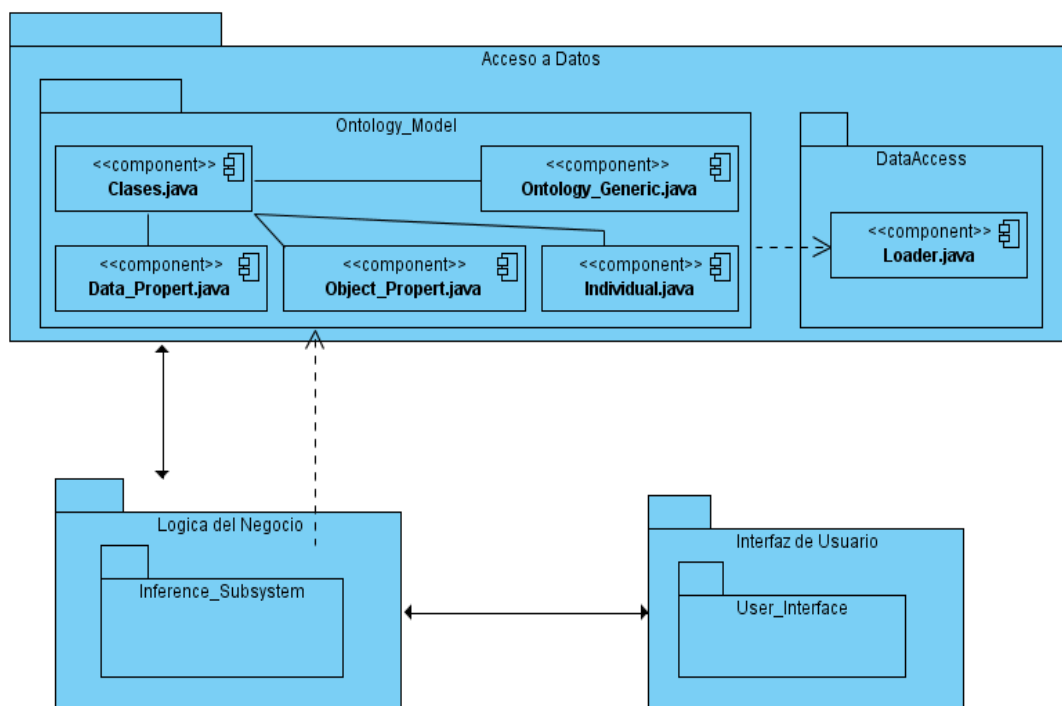 Acceso a Datos
Ontology_Model
<<component>>
Clases.java
<<component>>
Ontology_Generic.java
<<component>>
Data_Propert.java
<<component>>
Object_Propert.java
<<component>>
Individual.java
DataAccess
<<component>>
Loader.java
Logica del Negocio
Inference_Subsystem
Interfaz de Usuario
User_Interface